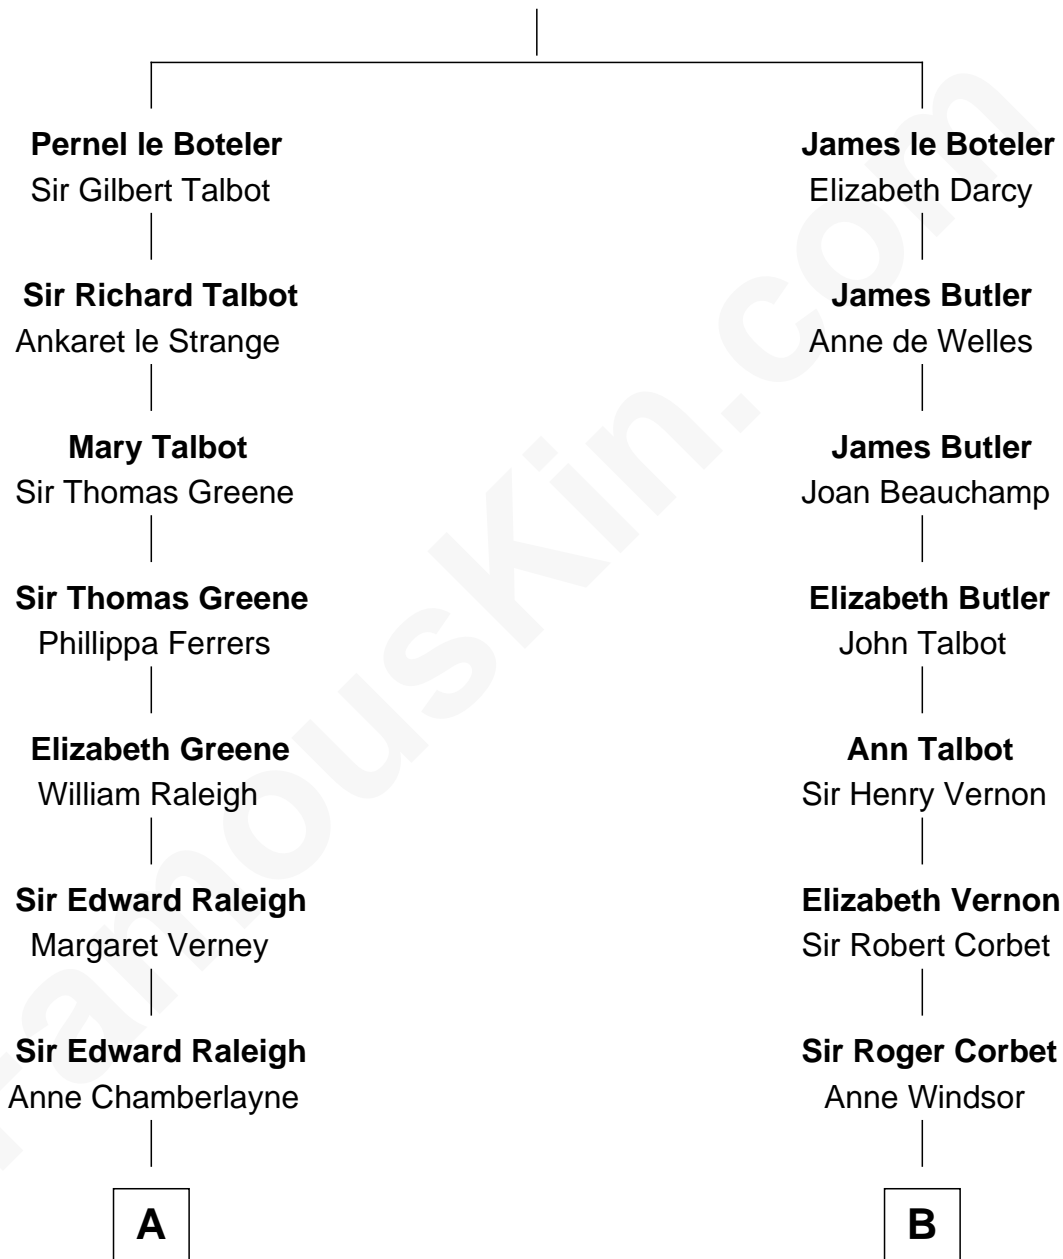 Pernel le Boteler
Sir Gilbert Talbot
Sir Richard Talbot
Ankaret le Strange
Mary Talbot
Sir Thomas Greene
Sir Thomas Greene
Phillippa Ferrers
Elizabeth Greene
William Raleigh
Sir Edward Raleigh
Margaret Verney
Sir Edward Raleigh
Anne Chamberlayne
A
James le Boteler
Elizabeth Darcy
James Butler
Anne de Welles
James Butler
Joan Beauchamp
Elizabeth Butler
John Talbot
Ann Talbot
Sir Henry Vernon
Elizabeth Vernon
Sir Robert Corbet
Sir Roger Corbet
Anne Windsor
B
FamousKin.com